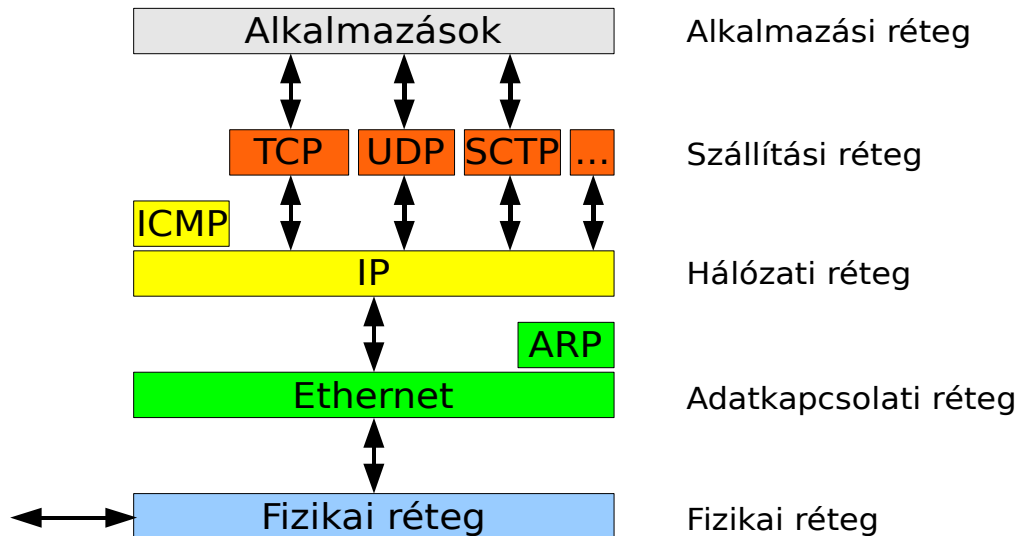 Alkalmazások Alkalmazási réteg
TCP UDP SCTP ... Szállítási réteg
ICMP
IP Hálózati réteg
ARP
Ethernet Adatkapcsolati réteg
Fizikai réteg Fizikai réteg